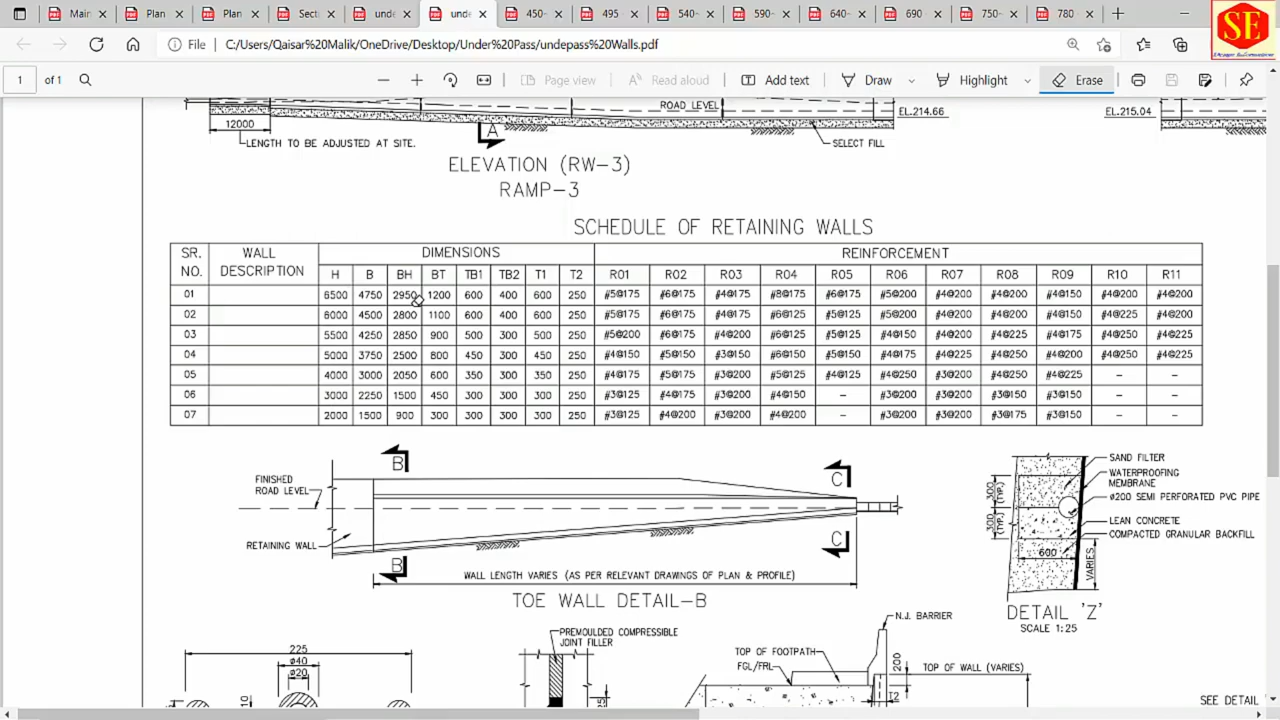 Main
Plan
Plan
Secti
unde
unde
450-
495
540-
590-
640-
690
750-
780
SE
File C:/Users/Qaisar%20Malik/OneDrive/Desktop/Under%20Pass/undepass%20Walls.pdf
1 of 1 Page view Read aloud Add text Draw Highlight Erase
ROAD LEVEL
EL.214.66
EL.215.04
12000
A
LENGTH TO BE ADJUSTED AT SITE.
SELECT FILL
ELEVATION (RW-3)
RAMP-3
SCHEDULE OF RETAINING WALLS
SR. NO. WALL DESCRIPTION DIMENSIONS REINFORCEMENT
H B BH BT TB1 TB2 T1 T2 R01 R02 R03 R04 R05 R06 R07 R08 R09 R10 R11
01 6500 4750 2950 1200 600 400 600 250 #5@175 #6@175 #4@175 #8@175 #6@175 #5@200 #4@200 #4@200 #4@150 #4@200 #4@200
02 6000 4500 2800 1100 600 400 600 250 #5@175 #6@175 #4@175 #6@125 #5@125 #5@200 #4@200 #4@200 #4@150 #4@225 #4@200
03 5500 4250 2850 900 500 300 500 250 #5@200 #6@175 #4@200 #6@125 #5@125 #4@150 #4@200 #4@225 #4@175 #4@250 #4@225
04 5000 3750 2500 800 450 300 450 250 #4@150 #5@150 #3@150 #6@150 #5@150 #4@175 #4@225 #4@250 #4@200 #4@250 #4@225
05 4000 3000 2050 600 350 300 350 250 #4@175 #5@175 #3@200 #5@125 #4@125 #4@250 #3@200 #4@250 #4@225 – –
06 3000 2250 1500 450 300 300 300 250 #3@125 #4@175 #3@200 #4@150 – #3@200 #3@200 #3@150 #3@150 – –
07 2000 1500 900 300 300 300 300 250 #3@125 #4@200 #3@200 #4@200 – #3@200 #3@200 #3@175 #3@150 – –
B
C
FINISHED
ROAD LEVEL
RETAINING WALL
B
C
WALL LENGTH VARIES (AS PER RELEVANT DRAWINGS OF PLAN & PROFILE)
TOE WALL DETAIL-B
SAND FILTER
WATERPROOFING
MEMBRANE
Ø200 SEMI PERFORATED PVC PIPE
LEAN CONCRETE
COMPACTED GRANULAR BACKFILL
300
(TYP.)
300
(TYP.)
600
VARIES
DETAIL 'Z'
SCALE 1:25
225
ø40
ø20
10
PREMOULDED COMPRESSIBLE
JOINT FILLER
25
N.J. BARRIER
TOP OF FOOTPATH
FGL/FRL
200
TOP OF WALL (VARIES)
T2
SEE DETAIL